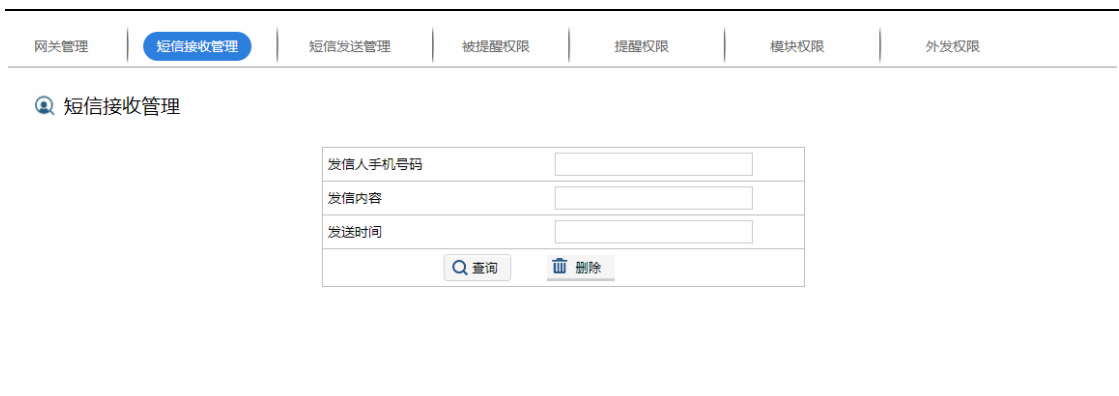 网关管理 短信接收管理 短信发送管理 被提醒权限 提醒权限 模块权限 外发权限
短信接收管理
发信人手机号码
发信内容
发送时间
查询 删除